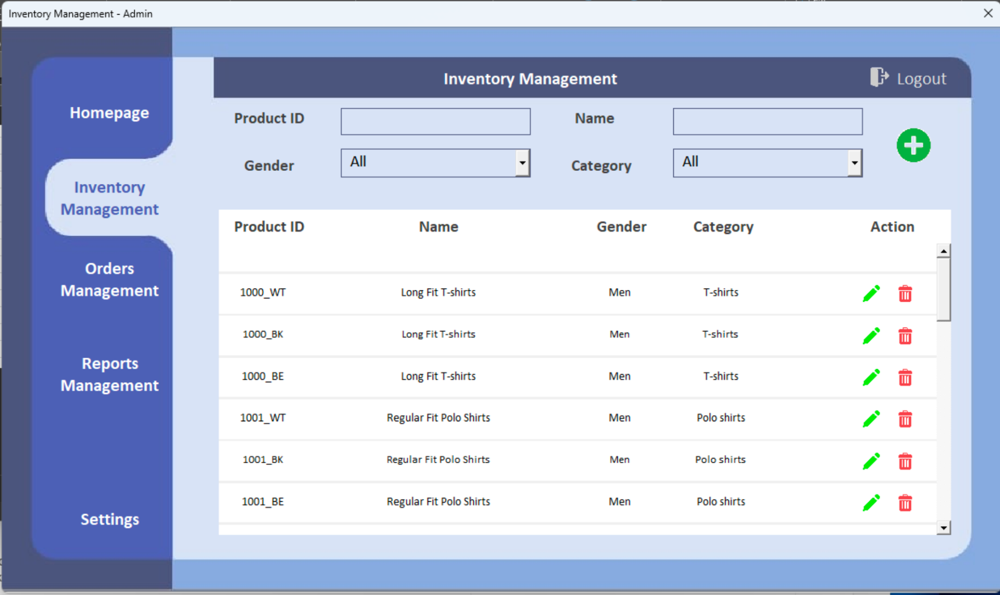 Inventory Management - Admin
Inventory Management
Logout
Homepage
Inventory
Management
Orders
Management
Reports
Management
Settings
Product ID
Name
Gender
All
Category
All
Product ID Name Gender Category Action
1000_WT Long Fit T-shirts Men T-shirts
1000_BK Long Fit T-shirts Men T-shirts
1000_BE Long Fit T-shirts Men T-shirts
1001_WT Regular Fit Polo Shirts Men Polo shirts
1001_BK Regular Fit Polo Shirts Men Polo shirts
1001_BE Regular Fit Polo Shirts Men Polo shirts